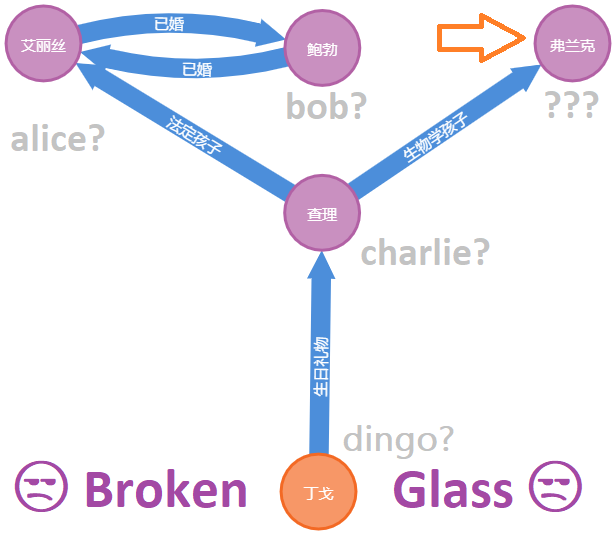 已婚
艾丽丝
鲍勃
弗兰克
已婚
alice?
bob?
???
法定孩子
生物学孩子
查理
charlie?
生日礼物
dingo?
Broken
丁戈
Glass